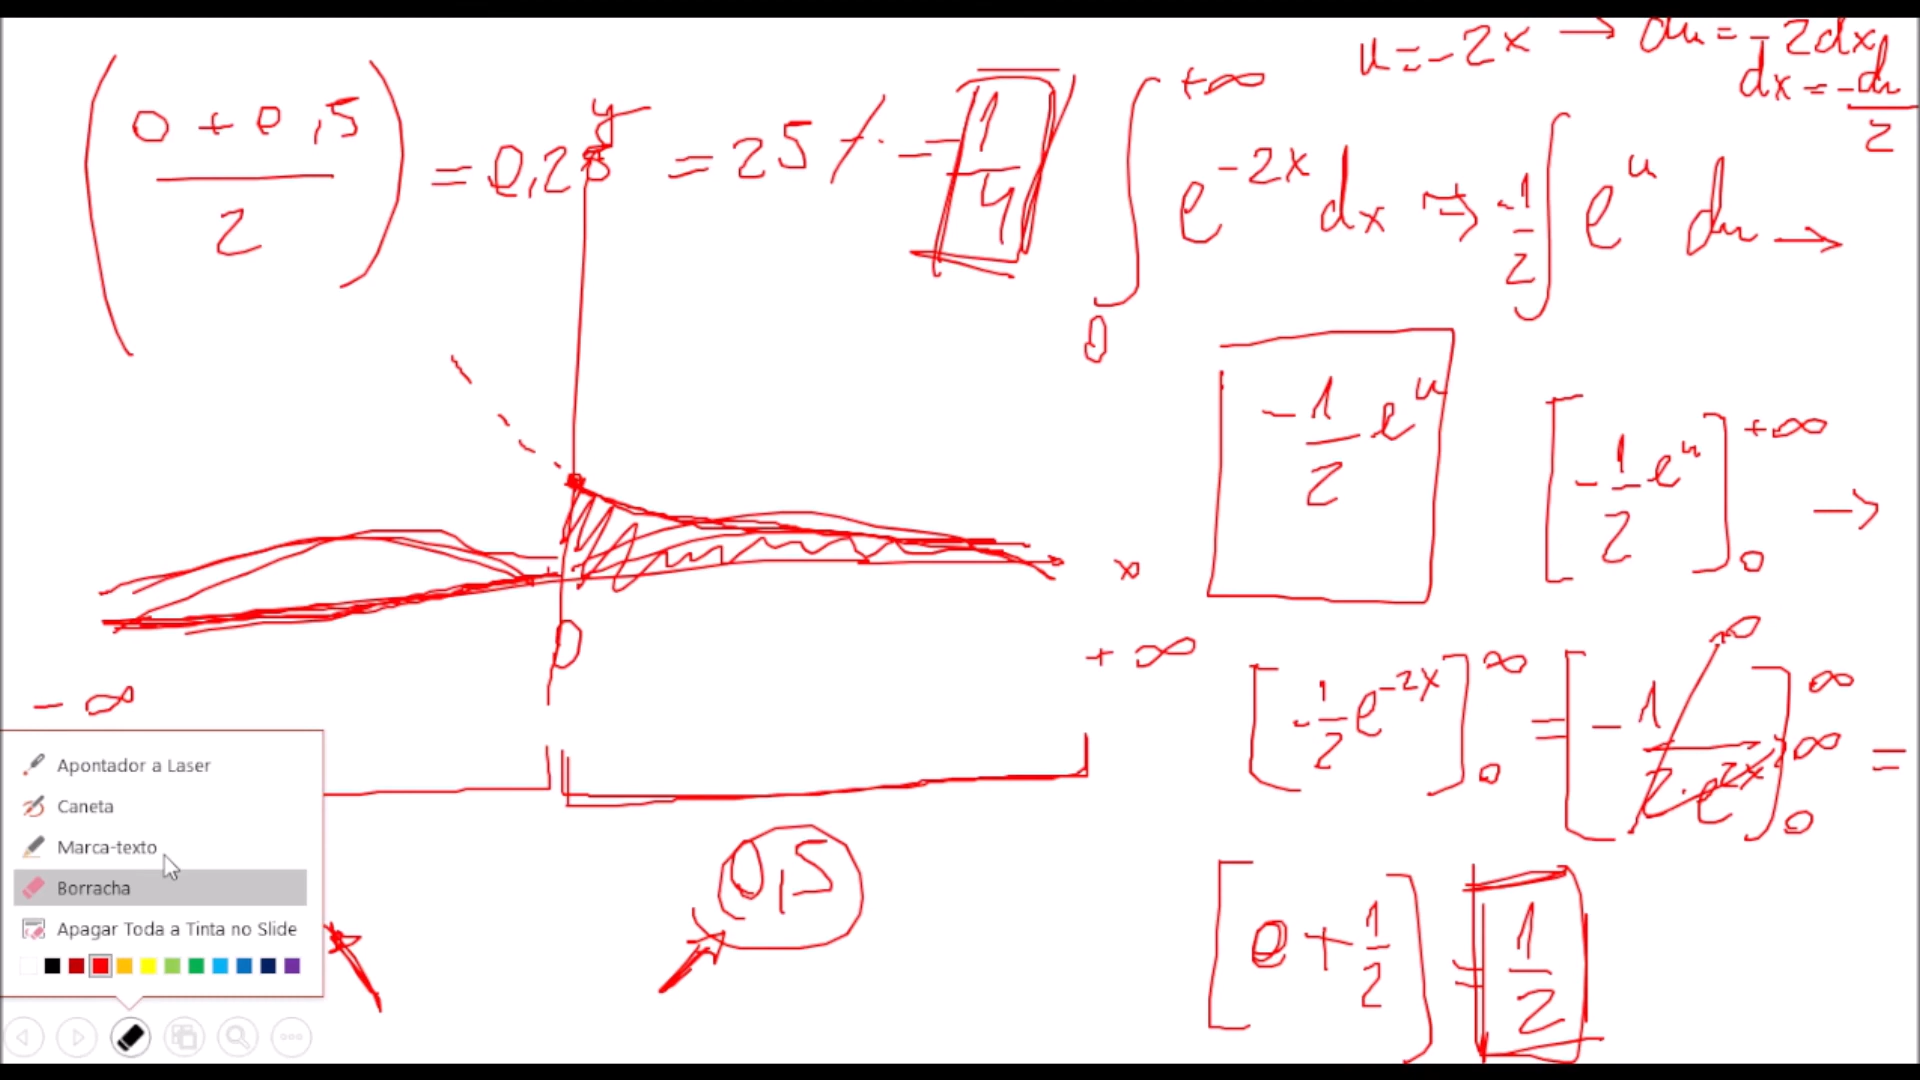 u = -2x → du = -2dx
dx = -du/2
(0 + 0,5 / 2) = 0,25 = 25 % = 1/4
y
∫ 0 +∞ e^-2x dx ⇒ -1/2 ∫ e^u du →
-1/2 e^u
[-1/2 e^u] 0 +∞ →
x
0
- ∞
+ ∞
[-1/2 e^-2x] 0 ∞ = [-1/2·e^2x] 0 ∞ ∞ =
0
0,5
[0 + 1/2] = 1/2
Apontador a Laser
Caneta
Marca-texto
Borracha
Apagar Toda a Tinta no Slide